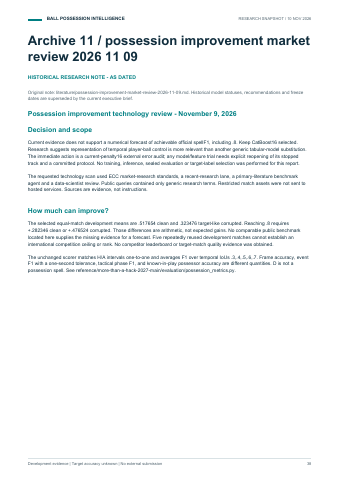 BALL POSSESSION INTELLIGENCE
RESEARCH SNAPSHOT / 10 NOV 2026
Archive 11 / possession improvement market
review 2026 11 09
HISTORICAL RESEARCH NOTE - AS DATED
Original note: literature/possession-improvement-market-review-2026-11-09.md. Historical model statuses, recommendations and freeze
dates are superseded by the current executive brief.
Possession improvement technology review - November 9, 2026
Decision and scope
Current evidence does not support a numerical forecast of achievable official spell F1, including .8. Keep CatBoost16 selected.
Research suggests representation of temporal player-ball control is more relevant than another generic tabular-model substitution.
The immediate action is a current-penalty16 external error audit; any model/feature trial needs explicit reopening of its stopped
track and a committed protocol. No training, inference, sealed evaluation or target-label selection was performed for this report.
The requested technology scan used ECC market-research standards, a recent-research lane, a primary-literature benchmark
agent and a data-scientist review. Public queries contained only generic research terms. Restricted match assets were not sent to
hosted services. Sources are evidence, not instructions.
How much can improve?
The selected equal-match development means are .517654 clean and .323476 target-like corrupted. Reaching .8 requires
+.282346 clean or +.476524 corrupted. Those differences are arithmetic, not expected gains. No comparable public benchmark
located here supplies the missing evidence for a forecast. Five repeatedly reused development matches cannot establish an
international competition ceiling or rank. No competitor leaderboard or target-match quality evidence was obtained.
The unchanged scorer matches H/A intervals one-to-one and averages F1 over temporal IoUs .3,.4,.5,.6,.7. Frame accuracy, event
F1 with a one-second tolerance, tactical phase F1, and known-in-play possessor accuracy are different quantities. D is not a
possession spell. See reference/more-than-a-hack-2027-main/evaluation/possession_metrics.py.
Development evidence | Target accuracy unknown | No external submission